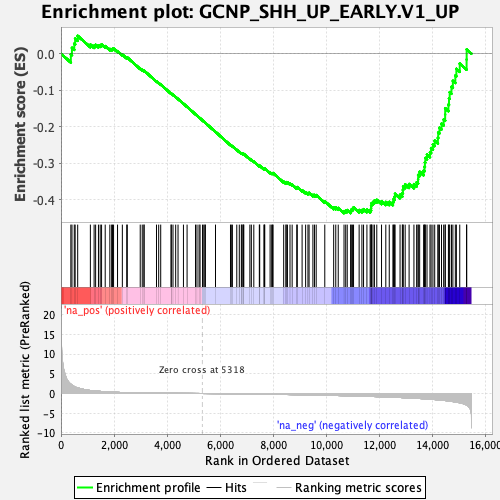 Enrichment plot: GCNP_SHH_UP_EARLY.V1_UP
Enrichment score (ES)
0.0
-0.1
-0.2
-0.3
-0.4
'na_pos' (positively correlated)
Ranked list metric (PreRanked)
20
15
10
5
0
-5
-10
Zero cross at 5318
'na_neg' (negatively correlated)
0
2,000
4,000
6,000
8,000
10,000
12,000
14,000
16,000
Rank in Ordered Dataset
Enrichment profile
Hits
Ranking metric scores